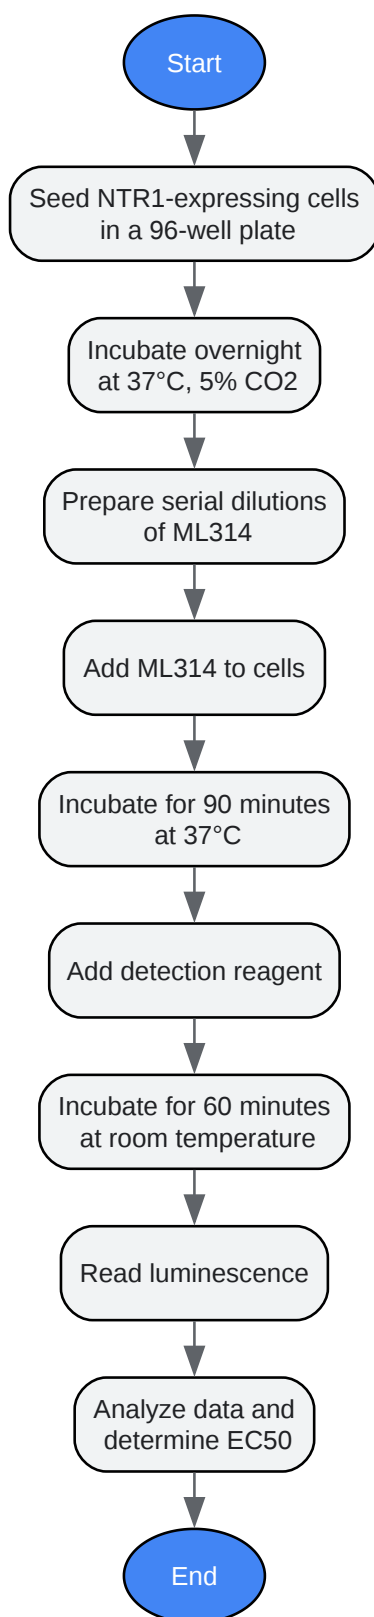 Start
Seed NTR1-expressing cells
in a 96-well plate
Incubate overnight
at 37°C, 5% CO2
Prepare serial dilutions
of ML314
Add ML314 to cells
Incubate for 90 minutes
at 37°C
Add detection reagent
Incubate for 60 minutes
at room temperature
Read luminescence
Analyze data and
determine EC50
End